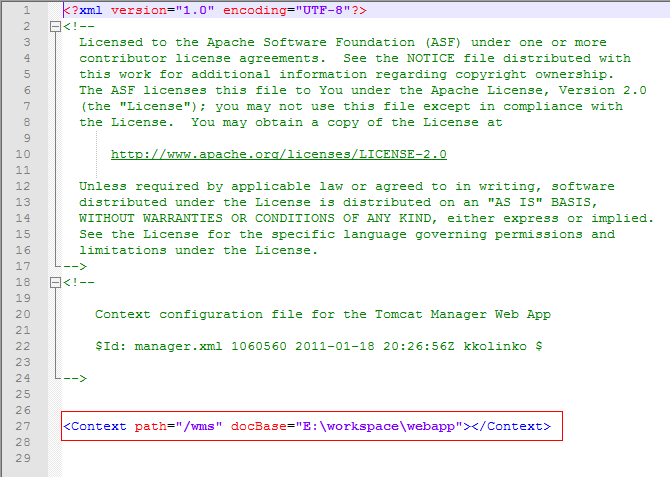 1 <?xml version="1.0" encoding="UTF-8"?>
2 <!--
3 Licensed to the Apache Software Foundation (ASF) under one or more
4 contributor license agreements.  See the NOTICE file distributed with
5 this work for additional information regarding copyright ownership.
6 The ASF licenses this file to You under the Apache License, Version 2.0
7 (the "License"); you may not use this file except in compliance with
8 the License.  You may obtain a copy of the License at
9
10 http://www.apache.org/licenses/LICENSE-2.0
11
12 Unless required by applicable law or agreed to in writing, software
13 distributed under the License is distributed on an "AS IS" BASIS,
14 WITHOUT WARRANTIES OR CONDITIONS OF ANY KIND, either express or implied.
15 See the License for the specific language governing permissions and
16 limitations under the License.
17 -->
18 <!--
19
20 Context configuration file for the Tomcat Manager Web App
21
22 $Id: manager.xml 1060560 2011-01-18 20:26:56Z kkolinko $
23
24 -->
25
26
27 <Context path="/wms" docBase="E:\workspace\webapp"></Context>
28
29